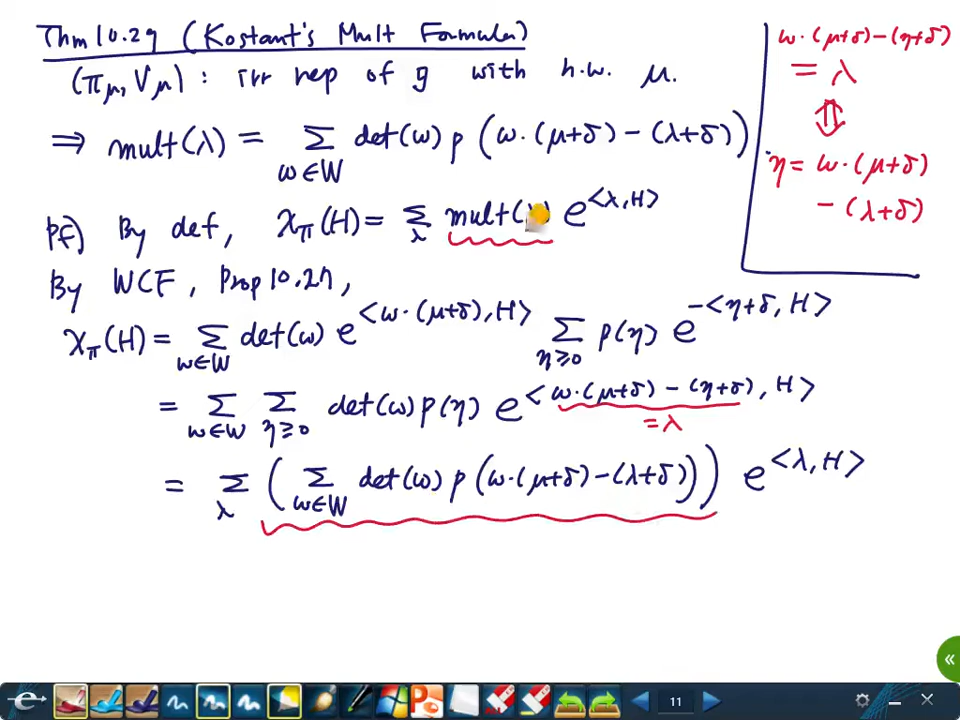 Thm 10.29 (Kostant's Mult Formula)
(π_μ, V_μ) : irr rep of g with h.w. μ.
⇒ mult(λ) = Σ_{w∈W} det(w) p (w·(μ+δ) − (λ+δ))
pf) By def, χ_π(H) = Σ_λ mult(λ) e^{<λ,H>}
By WCF, Prop 10.27,
χ_π(H) = Σ_{w∈W} det(w) e^{<w·(μ+δ),H>} Σ_{η≥0} p(η) e^{-<η+δ,H>}
= Σ_{w∈W} Σ_{η≥0} det(w) p(η) e^{<w·(μ+δ) − (η+δ), H>}
= λ
= Σ_λ (Σ_{w∈W} det(w) p (w·(μ+δ) − (λ+δ))) e^{<λ,H>}
w·(μ+δ)−(η+δ)
= λ
⇕
η = w·(μ+δ)
− (λ+δ)
11